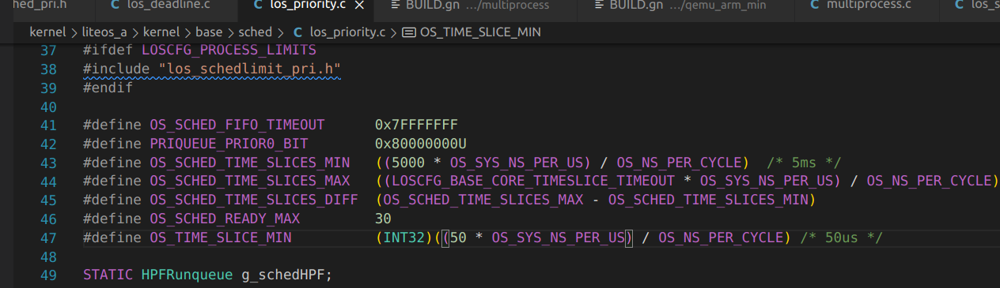 hed_pri.h los_deadline.c los_priority.c × BUILD.gn .../multiprocess BUILD.gn .../qemu_arm_min multiprocess.c los_s
kernel > liteos_a > kernel > base > sched > C los_priority.c > OS_TIME_SLICE_MIN
37 #ifdef LOSCFG_PROCESS_LIMITS
38 #include "los_schedlimit_pri.h"
39 #endif
40
41 #define OS_SCHED_FIFO_TIMEOUT 0x7FFFFFFF
42 #define PRIQUEUE_PRIOR0_BIT 0x80000000U
43 #define OS_SCHED_TIME_SLICES_MIN ((5000 * OS_SYS_NS_PER_US) / OS_NS_PER_CYCLE) /* 5ms */
44 #define OS_SCHED_TIME_SLICES_MAX ((LOSCFG_BASE_CORE_TIMESLICE_TIMEOUT * OS_SYS_NS_PER_US) / OS_NS_PER_CYCLE)
45 #define OS_SCHED_TIME_SLICES_DIFF (OS_SCHED_TIME_SLICES_MAX - OS_SCHED_TIME_SLICES_MIN)
46 #define OS_SCHED_READY_MAX 30
47 #define OS_TIME_SLICE_MIN (INT32)((50 * OS_SYS_NS_PER_US) / OS_NS_PER_CYCLE) /* 50us */
48
49 STATIC HPFRunqueue g_schedHPF;